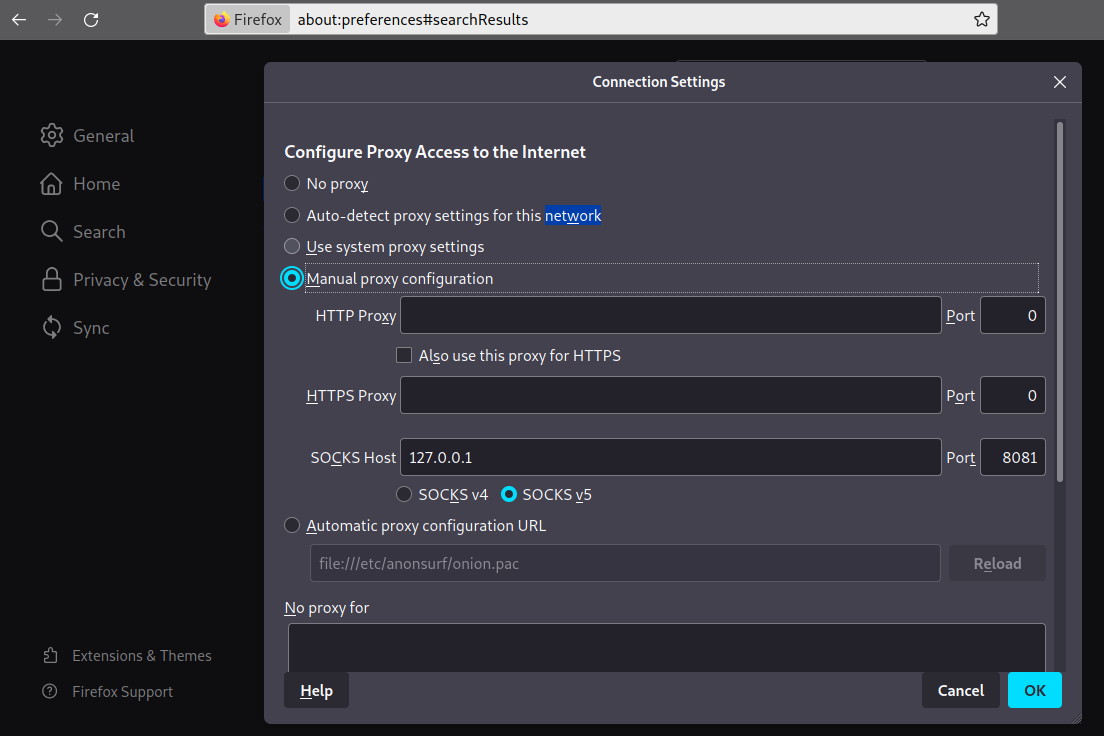 Firefox about:preferences#searchResults
Connection Settings
General
Home
Search
Privacy & Security
Sync
Extensions & Themes
Firefox Support
Configure Proxy Access to the Internet
No proxy
Auto-detect proxy settings for this network
Use system proxy settings
Manual proxy configuration
HTTP Proxy Port 0
Also use this proxy for HTTPS
HTTPS Proxy Port 0
SOCKS Host 127.0.0.1 Port 8081
SOCKS v4 SOCKS v5
Automatic proxy configuration URL
file:///etc/anonsurf/onion.pac Reload
No proxy for
Help Cancel OK